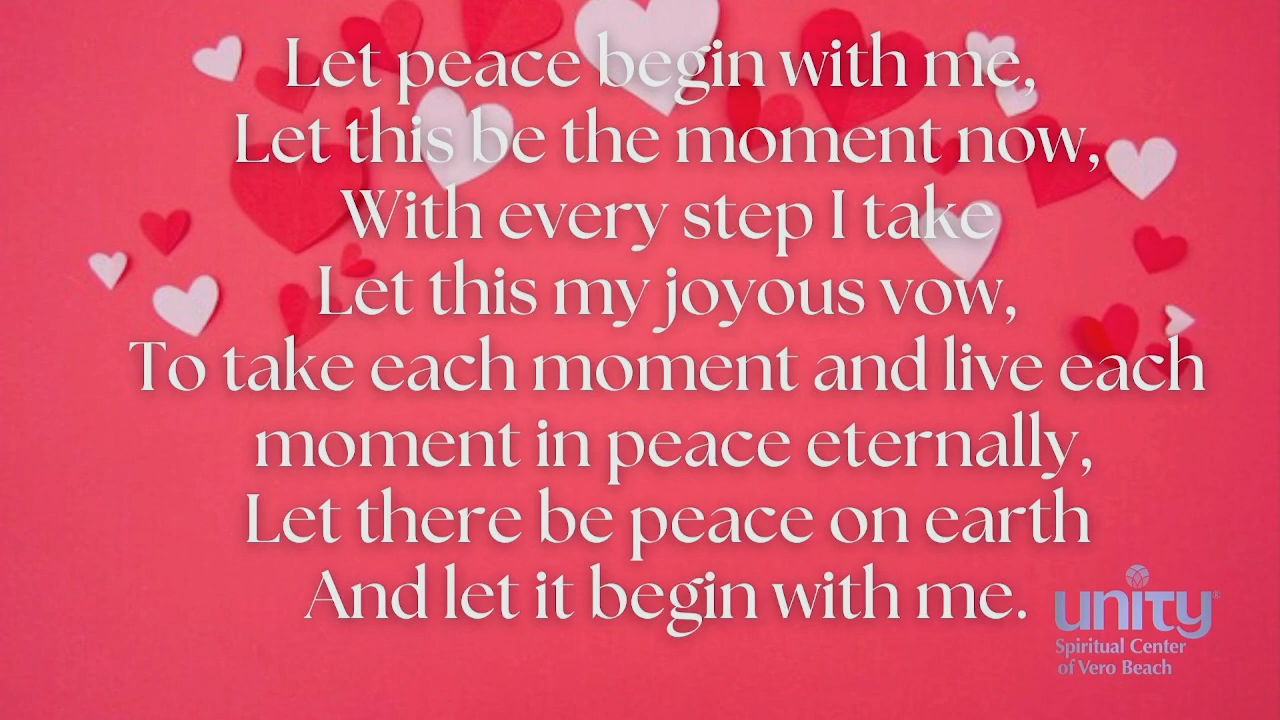 Let peace begin with me,
Let this be the moment now,
With every step I take
Let this my joyous vow,
To take each moment and live each
moment in peace eternally,
Let there be peace on earth
And let it begin with me.
unity®
Spiritual Center
of Vero Beach